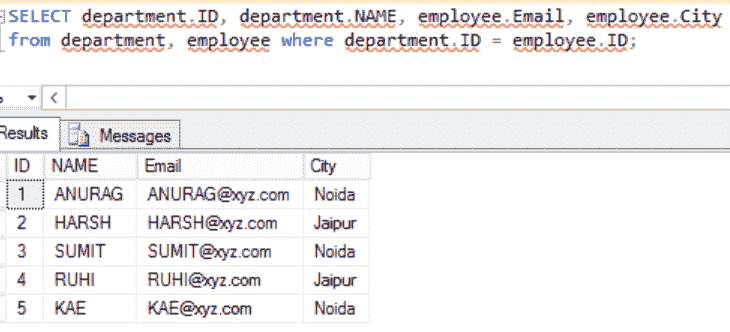 SELECT department.ID, department.NAME, employee.Email, employee.City
from department, employee where department.ID = employee.ID;
Results Messages
ID NAME Email City
1 ANURAG ANURAG@xyz.com Noida
2 HARSH HARSH@xyz.com Jaipur
3 SUMIT SUMIT@xyz.com Noida
4 RUHI RUHI@xyz.com Jaipur
5 KAE KAE@xyz.com Noida